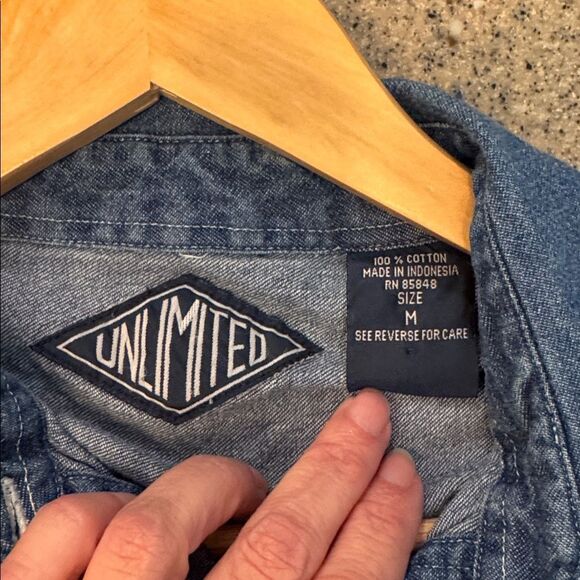 UNLIMITED
100 % COTTON
MADE IN INDONESIA
RN 85848
SIZE
M
SEE REVERSE FOR CARE